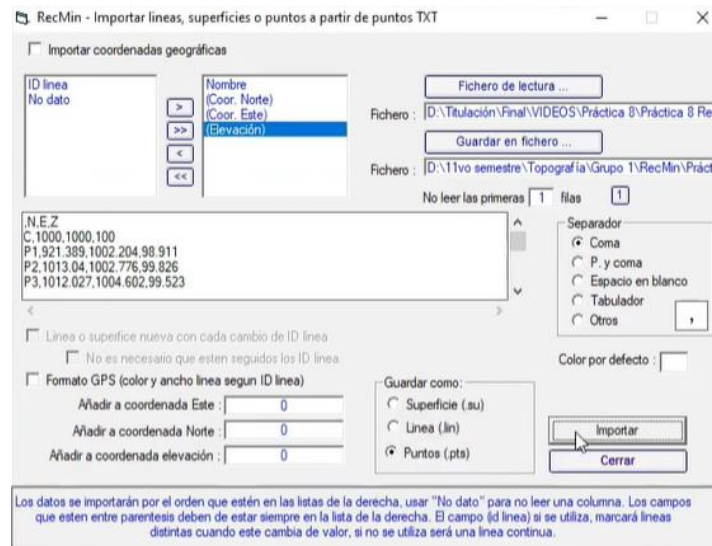 RecMin - Importar lineas, superficies o puntos a partir de puntos TXT
Importar coordenadas geográficas
ID linea
No dato
>
>>
<
<<
Nombre
(Coor. Norte)
(Coor. Este)
(Elevación)
Fichero de lectura ...
Fichero : D:\Titulación\Final\VIDEOS\Práctica 8\Práctica 8 Re
Guardar en fichero ...
Fichero : D:\11vo semestre\Topografía\Grupo 1\RecMin\Práct
No leer las primeras 1 filas 1
,N,E,Z
C,1000,1000,100
P1,921.389,1002.204,98.911
P2,1013.04,1002.776,99.826
P3,1012.027,1004.602,99.523
Separador
Coma
P. y coma
Espacio en blanco
Tabulador
Otros ,
Linea o superfice nueva con cada cambio de ID linea
No es necesario que esten seguidos los ID linea
Color por defecto :
Formato GPS (color y ancho linea segun ID linea)
Añadir a coordenada Este : 0
Añadir a coordenada Norte : 0
Añadir a coordenada elevación : 0
Guardar como:
Superficie (.su)
Linea (.lin)
Puntos (.pts)
Importar
Cerrar
Los datos se importarán por el orden que estén en las listas de la derecha, usar "No dato" para no leer una columna. Los campos
que esten entre parentesis deben de estar siempre en la lista de la derecha. El campo (id linea) si se utiliza, marcará lineas
distintas cuando este cambia de valor, si no se utiliza será una linea continua.